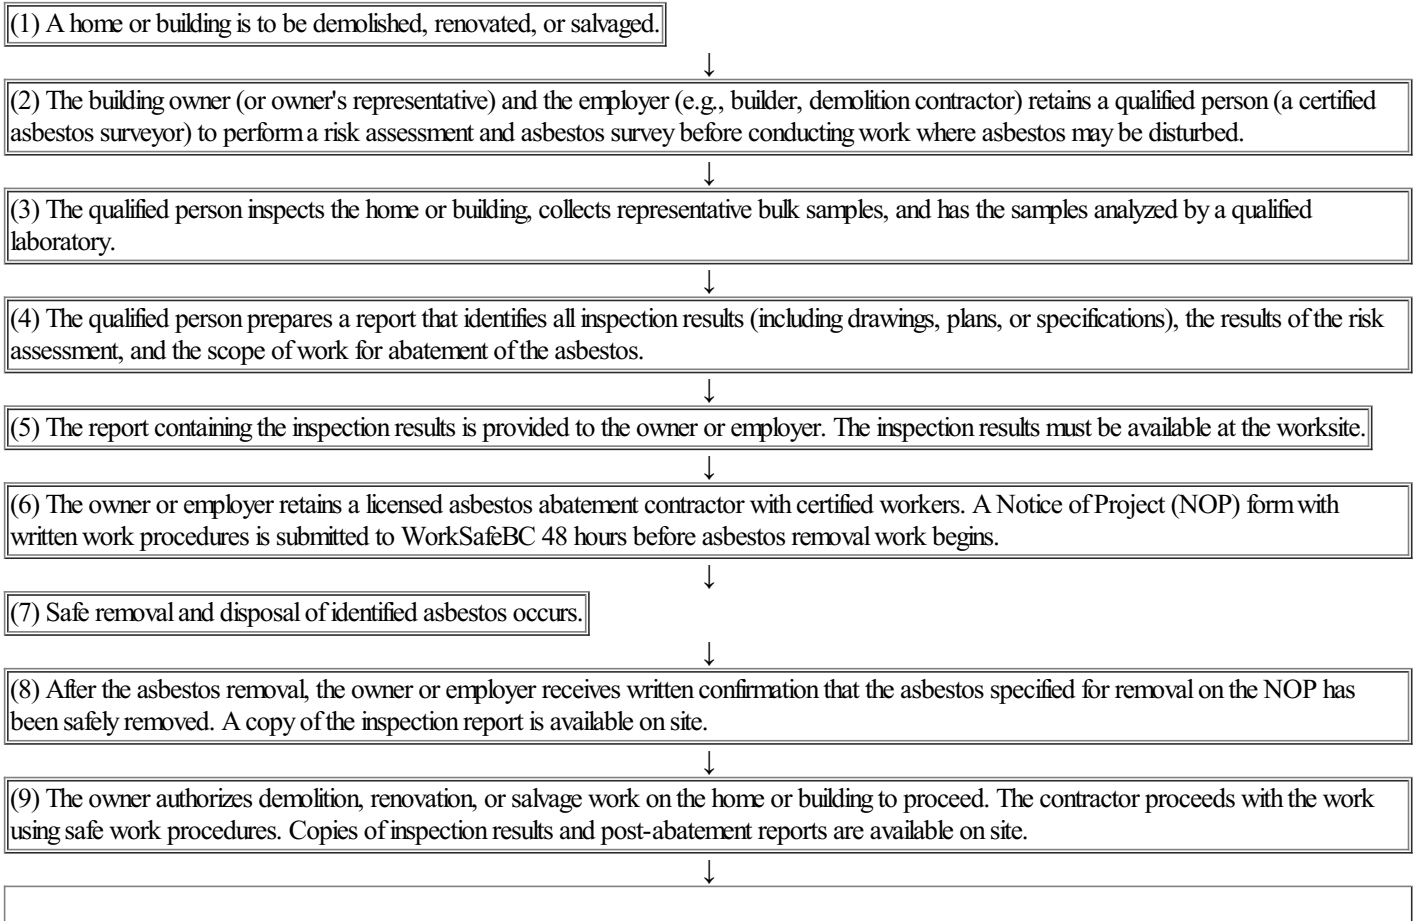 (1) A home or building is to be demolished, renovated, or salvaged.
↓
(2) The building owner (or owner's representative) and the employer (e.g., builder, demolition contractor) retains a qualified person (a certified
asbestos surveyor) to perform a risk assessment and asbestos survey before conducting work where asbestos may be disturbed.
↓
(3) The qualified person inspects the home or building, collects representative bulk samples, and has the samples analyzed by a qualified
laboratory.
↓
(4) The qualified person prepares a report that identifies all inspection results (including drawings, plans, or specifications), the results of the risk
assessment, and the scope of work for abatement of the asbestos.
↓
(5) The report containing the inspection results is provided to the owner or employer. The inspection results must be available at the worksite.
↓
(6) The owner or employer retains a licensed asbestos abatement contractor with certified workers. A Notice of Project (NOP) form with
written work procedures is submitted to WorkSafeBC 48 hours before asbestos removal work begins.
↓
(7) Safe removal and disposal of identified asbestos occurs.
↓
(8) After the asbestos removal, the owner or employer receives written confirmation that the asbestos specified for removal on the NOP has
been safely removed. A copy of the inspection report is available on site.
↓
(9) The owner authorizes demolition, renovation, or salvage work on the home or building to proceed. The contractor proceeds with the work
using safe work procedures. Copies of inspection results and post-abatement reports are available on site.
↓